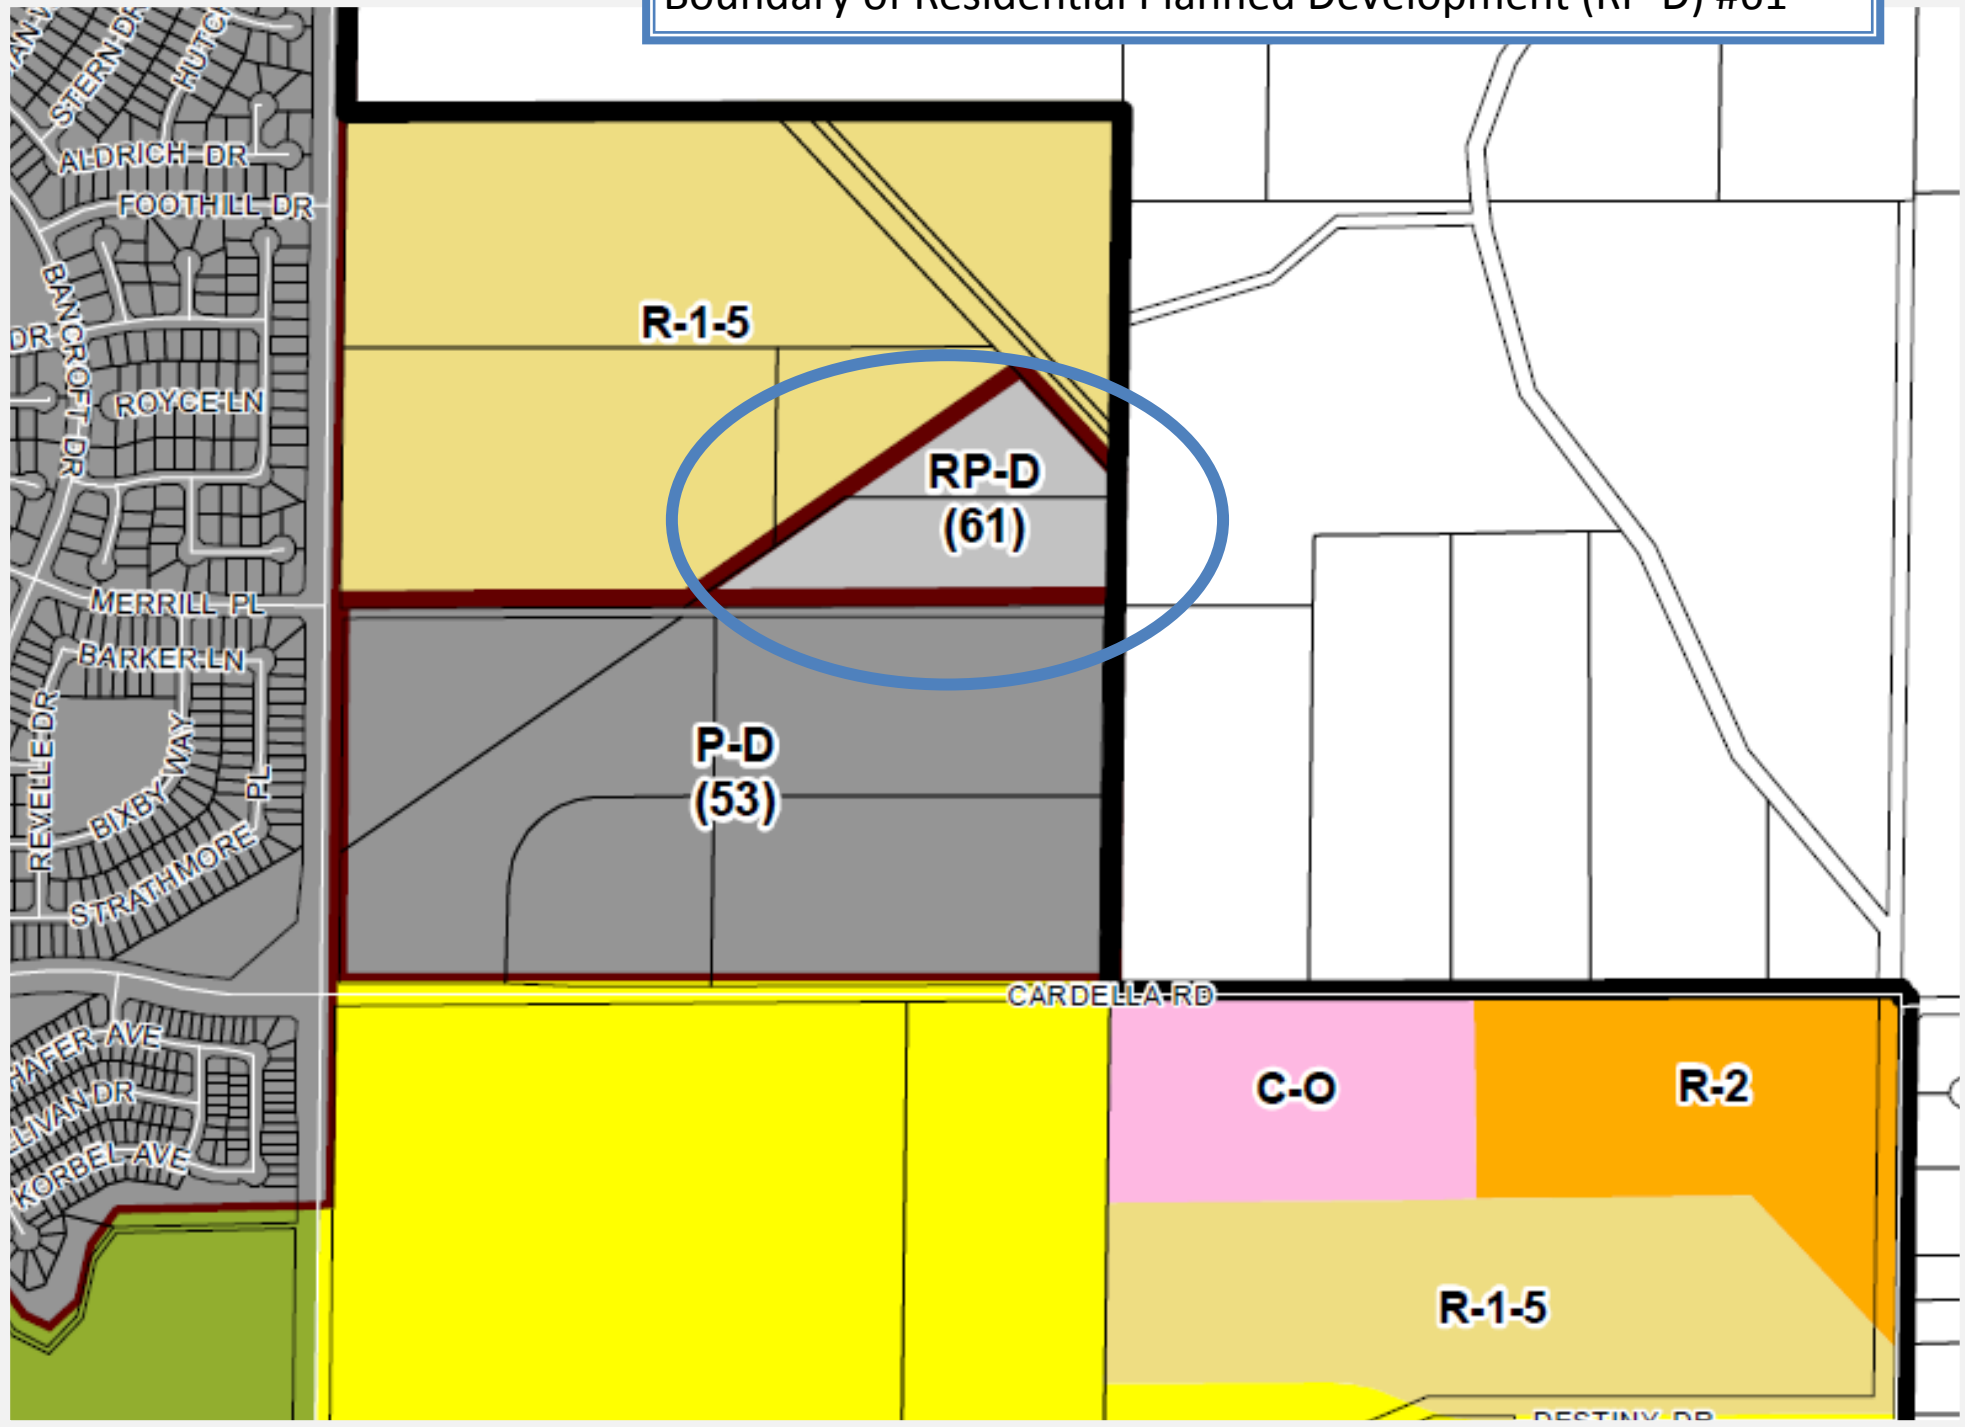 Boundary of Residential Planned Development (RP-D) #61
STERN DR
ALDRICH DR
FOOTHILL DR
BANCROFT DR
DR
ROYCE LN
MERRILL PL
BARKER LN
REVELLE DR
BIXBY WAY
PL
STRATHMORE
R-1-5
RP-D
(61)
P-D
(53)
CARDELLA RD
AVE
DR
KORBEL AVE
C-O
R-2
R-1-5
DESTINY DR